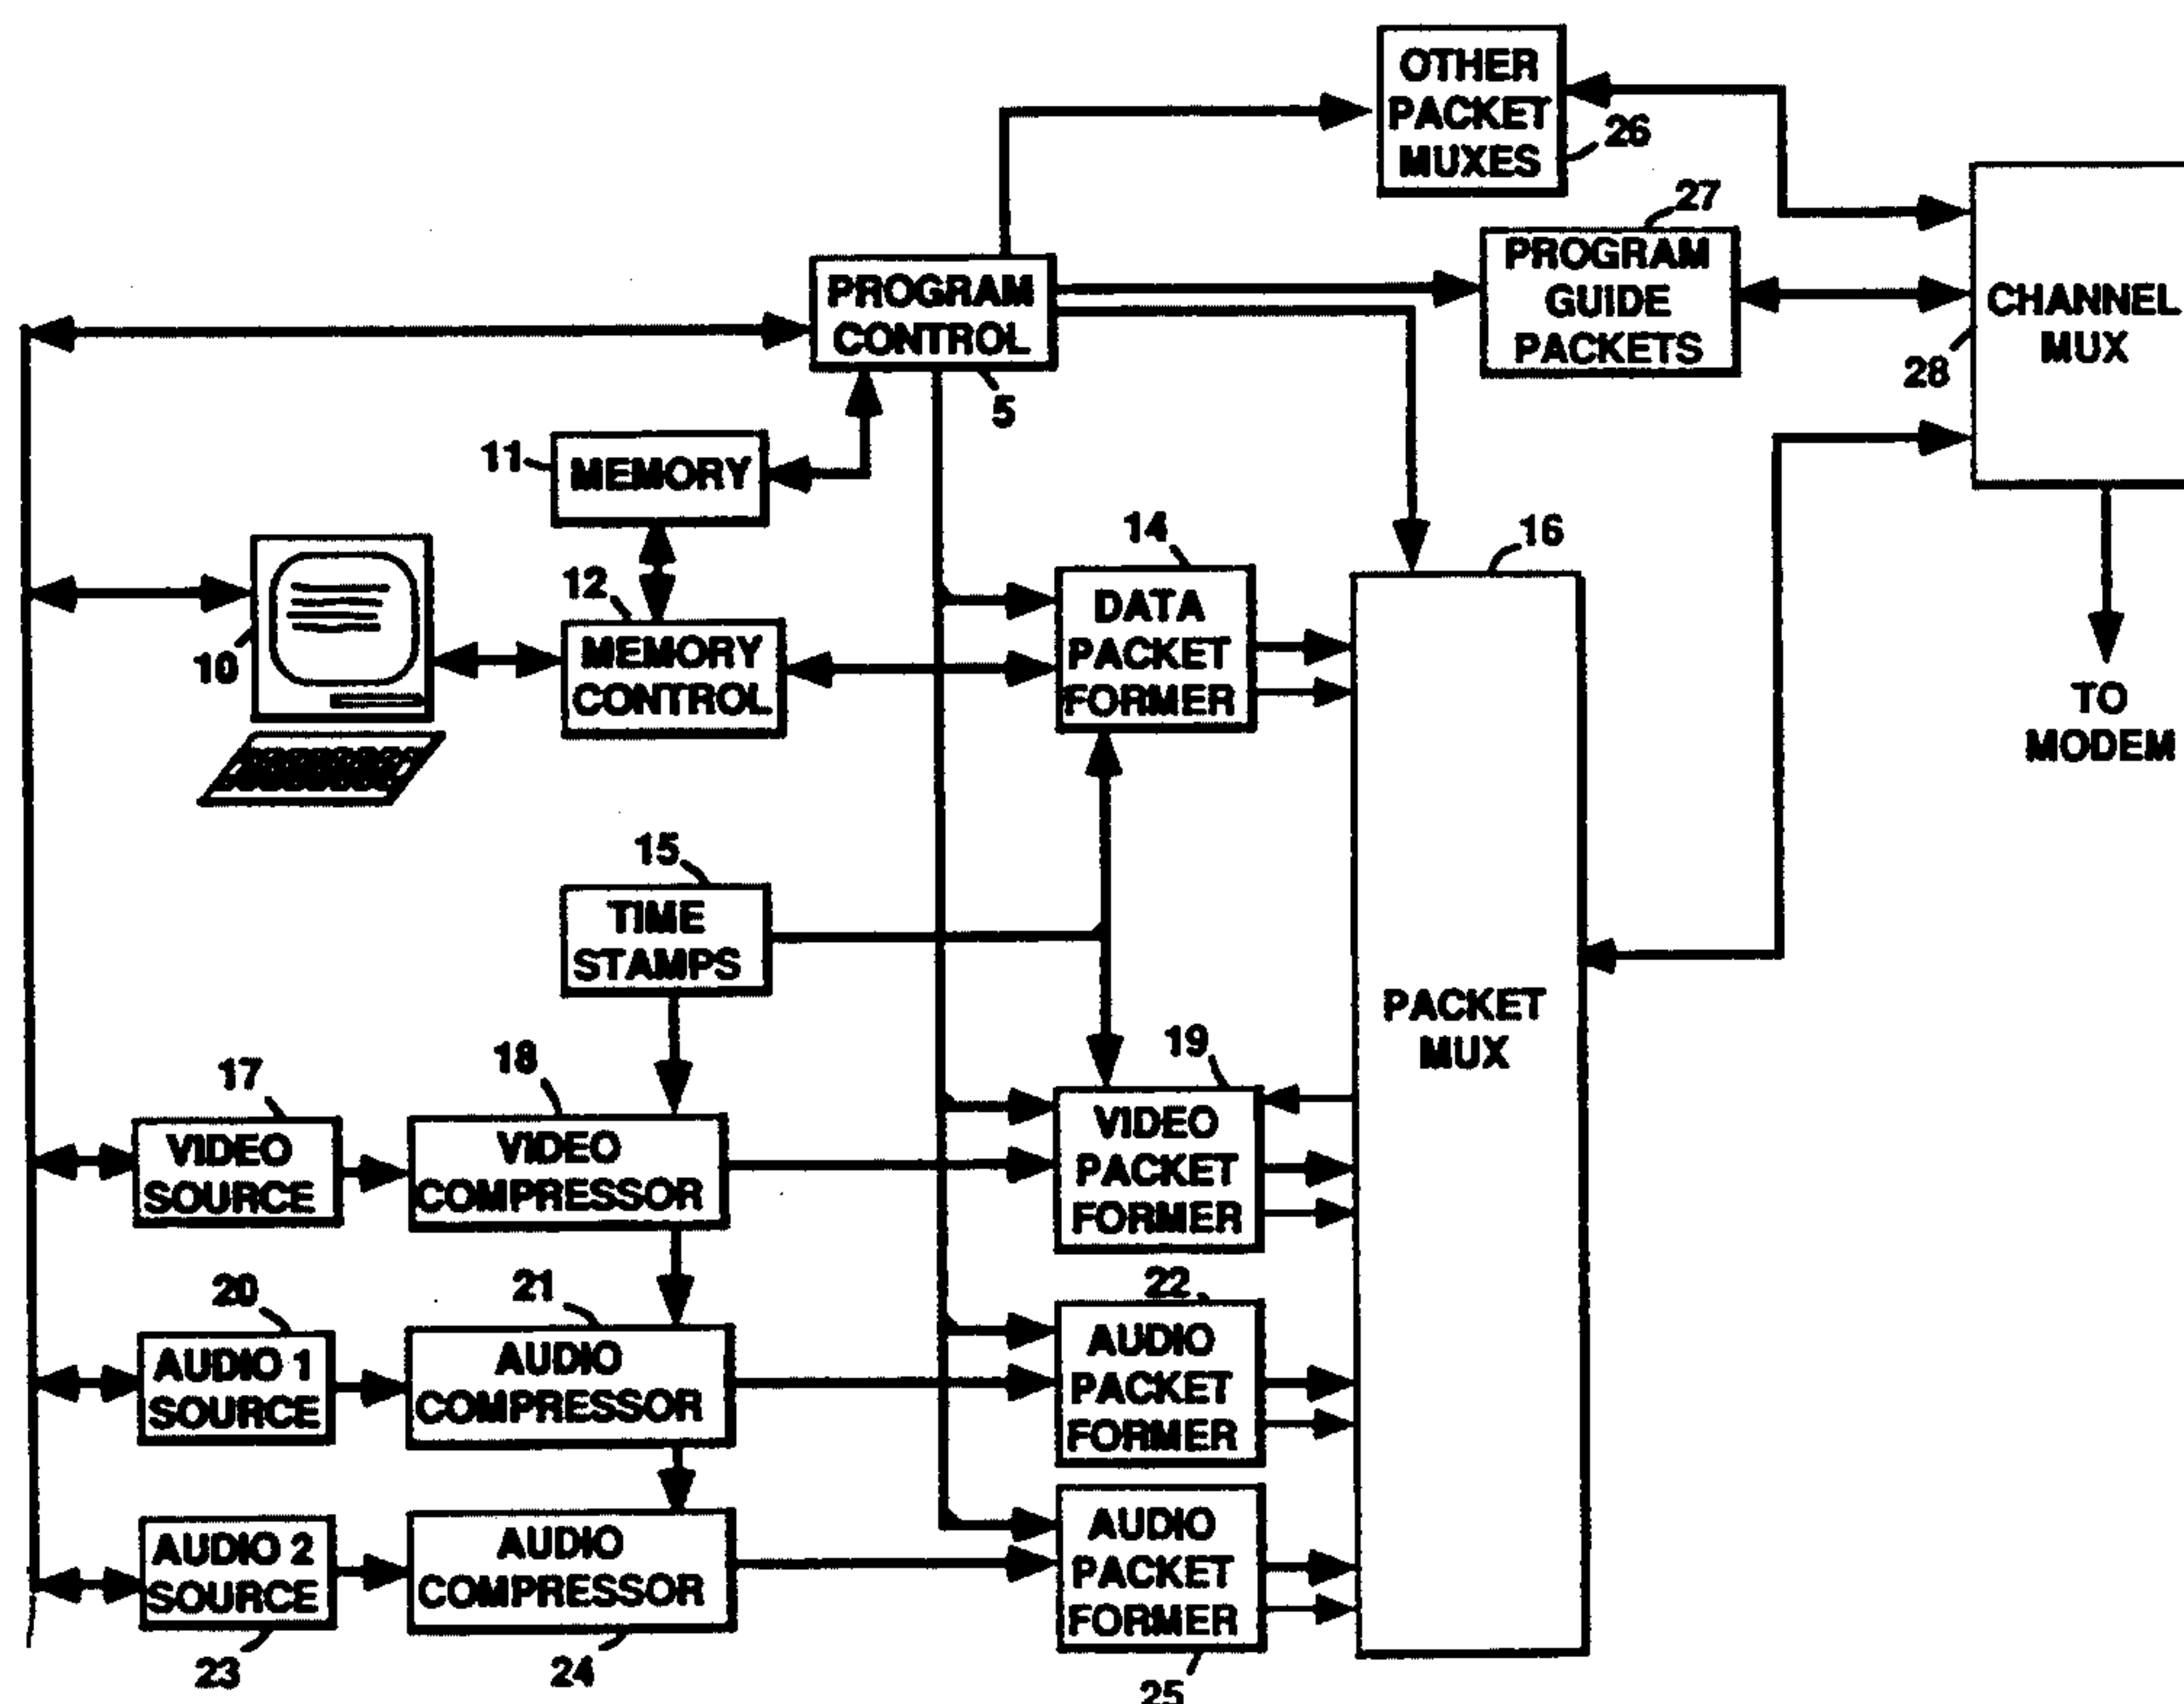 OTHER
PACKET
MUXES
26
27
PROGRAM
GUIDE
PACKETS
CHANNEL
MUX
28
PROGRAM
CONTROL
5
11
MEMORY
12
MEMORY
CONTROL
10
14
DATA
PACKET
FORMER
16
PACKET
MUX
TO
MODEM
15
TIME
STAMPS
17
VIDEO
SOURCE
18
VIDEO
COMPRESSOR
19
VIDEO
PACKET
FORMER
20
AUDIO 1
SOURCE
21
AUDIO
COMPRESSOR
22
AUDIO
PACKET
FORMER
AUDIO 2
SOURCE
23
AUDIO
COMPRESSOR
24
AUDIO
PACKET
FORMER
25